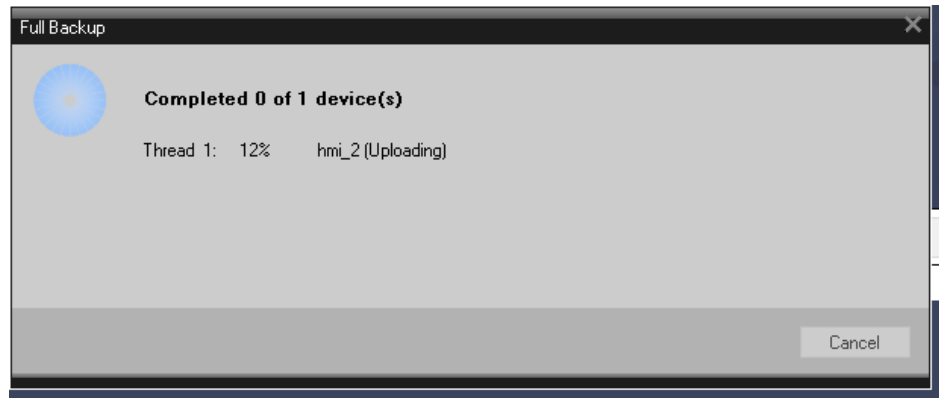 Full Backup
Completed 0 of 1 device(s)
Thread 1: 12% hmi_2 (Uploading)
Cancel